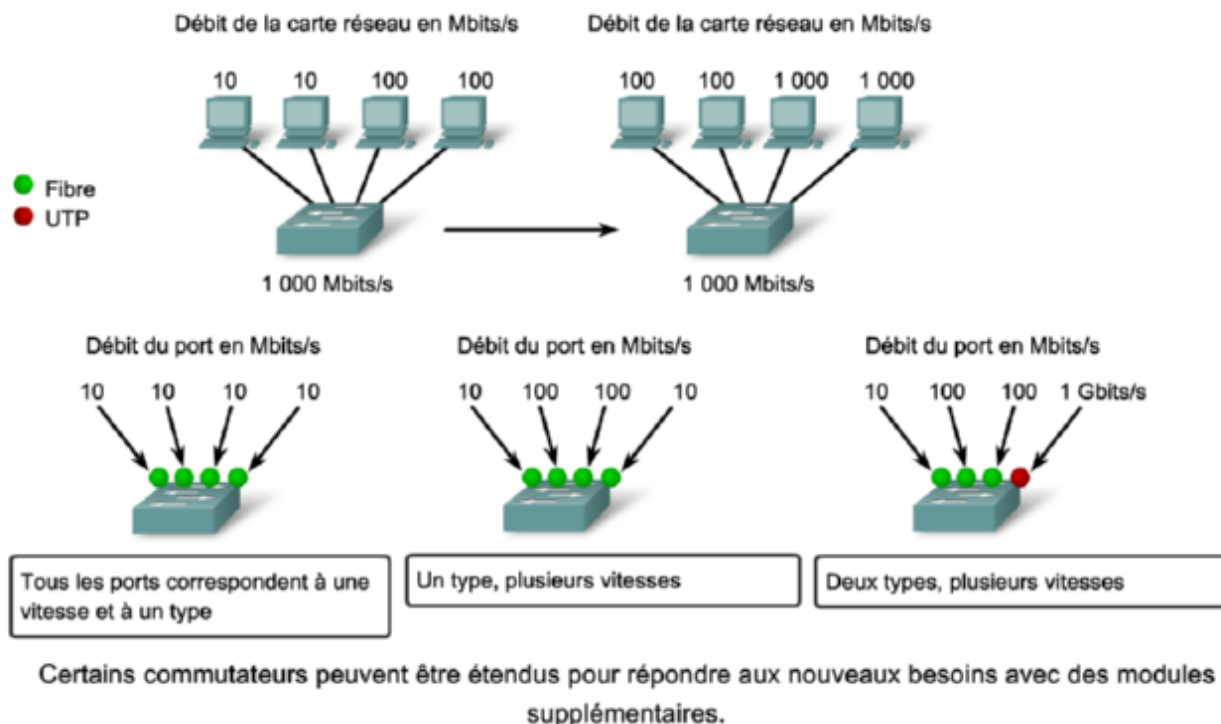 Débit de la carte réseau en Mbits/s
Débit de la carte réseau en Mbits/s
10 10 100 100
100 100 1 000 1 000
Fibre
UTP
1 000 Mbits/s
1 000 Mbits/s
Débit du port en Mbits/s
Débit du port en Mbits/s
Débit du port en Mbits/s
10 10 10 10
10 100 100 10
10 100 100 1 Gbits/s
Tous les ports correspondent à une
vitesse et à un type
Un type, plusieurs vitesses
Deux types, plusieurs vitesses
Certains commutateurs peuvent être étendus pour répondre aux nouveaux besoins avec des modules
supplémentaires.